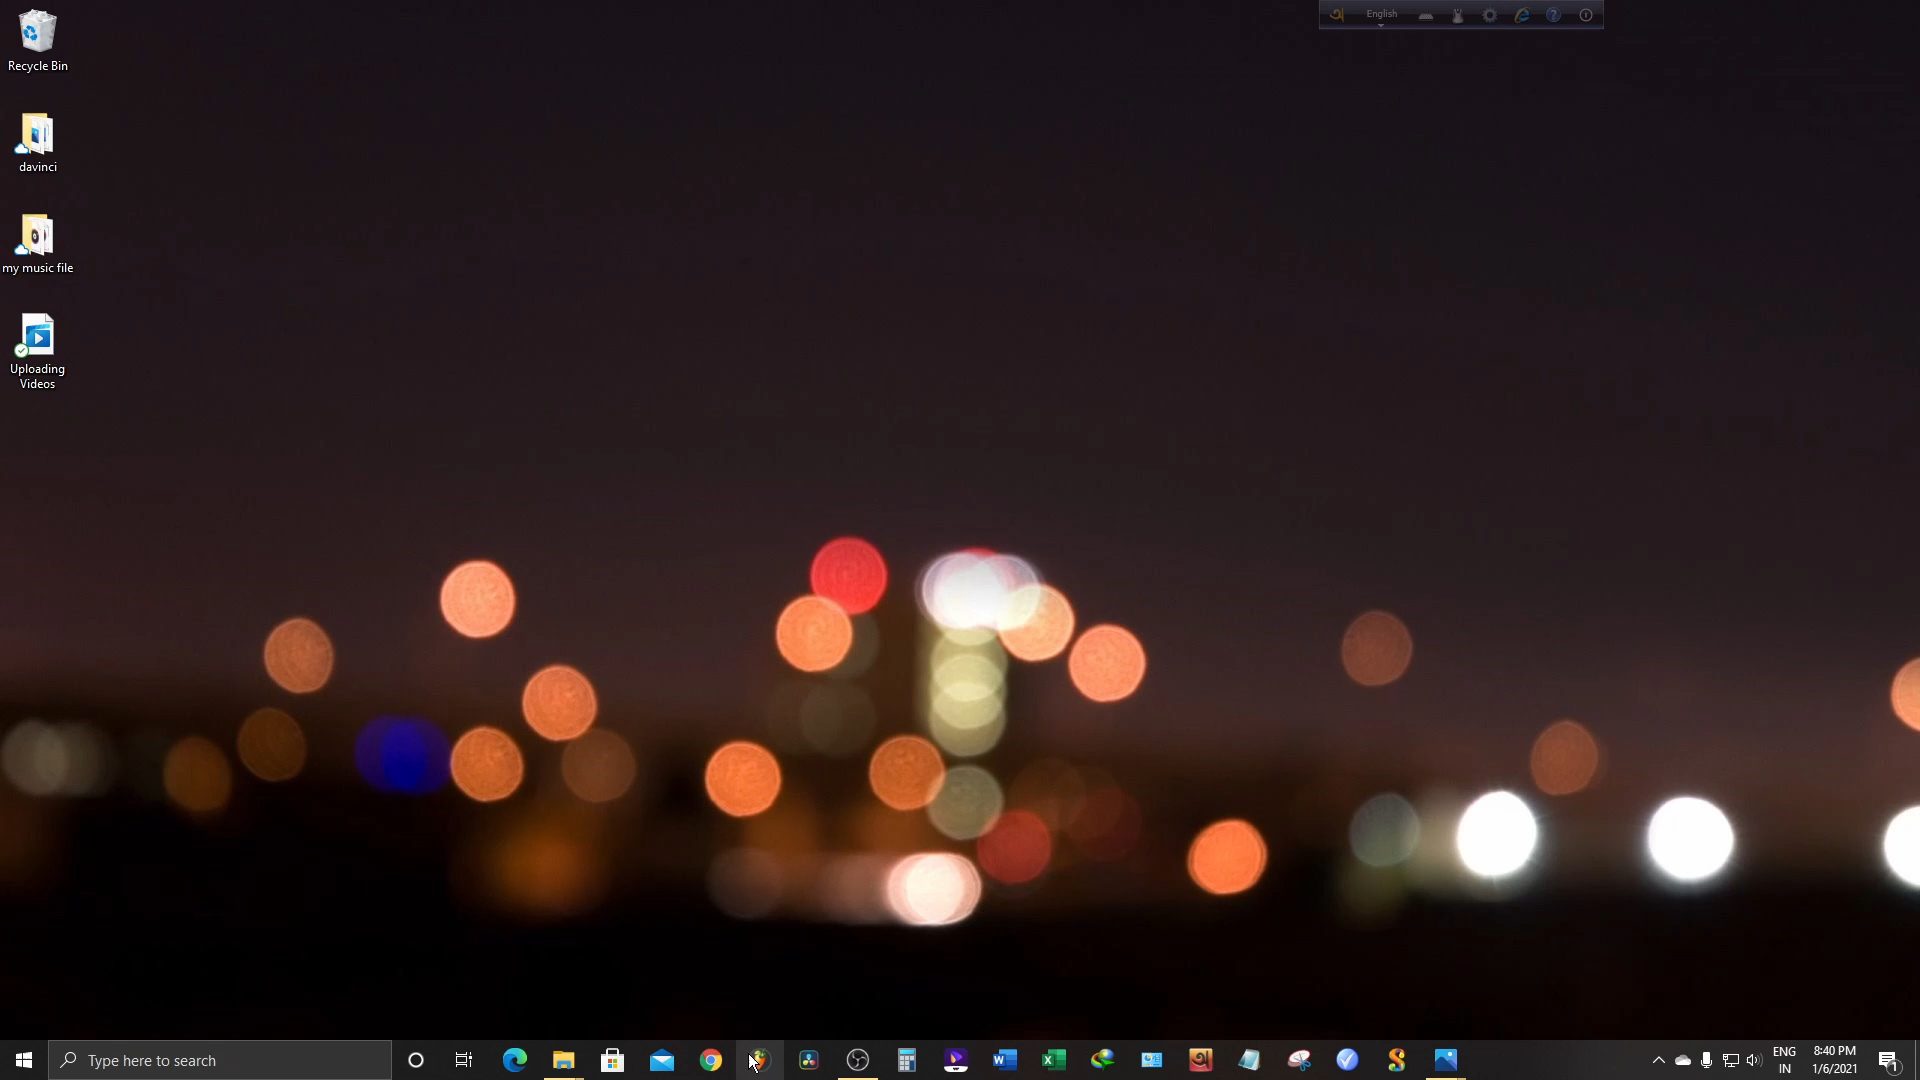 English
Recycle Bin
davinci
my music file
Uploading
Videos
Type here to search
ENG
IN
8:40 PM
1/6/2021
1